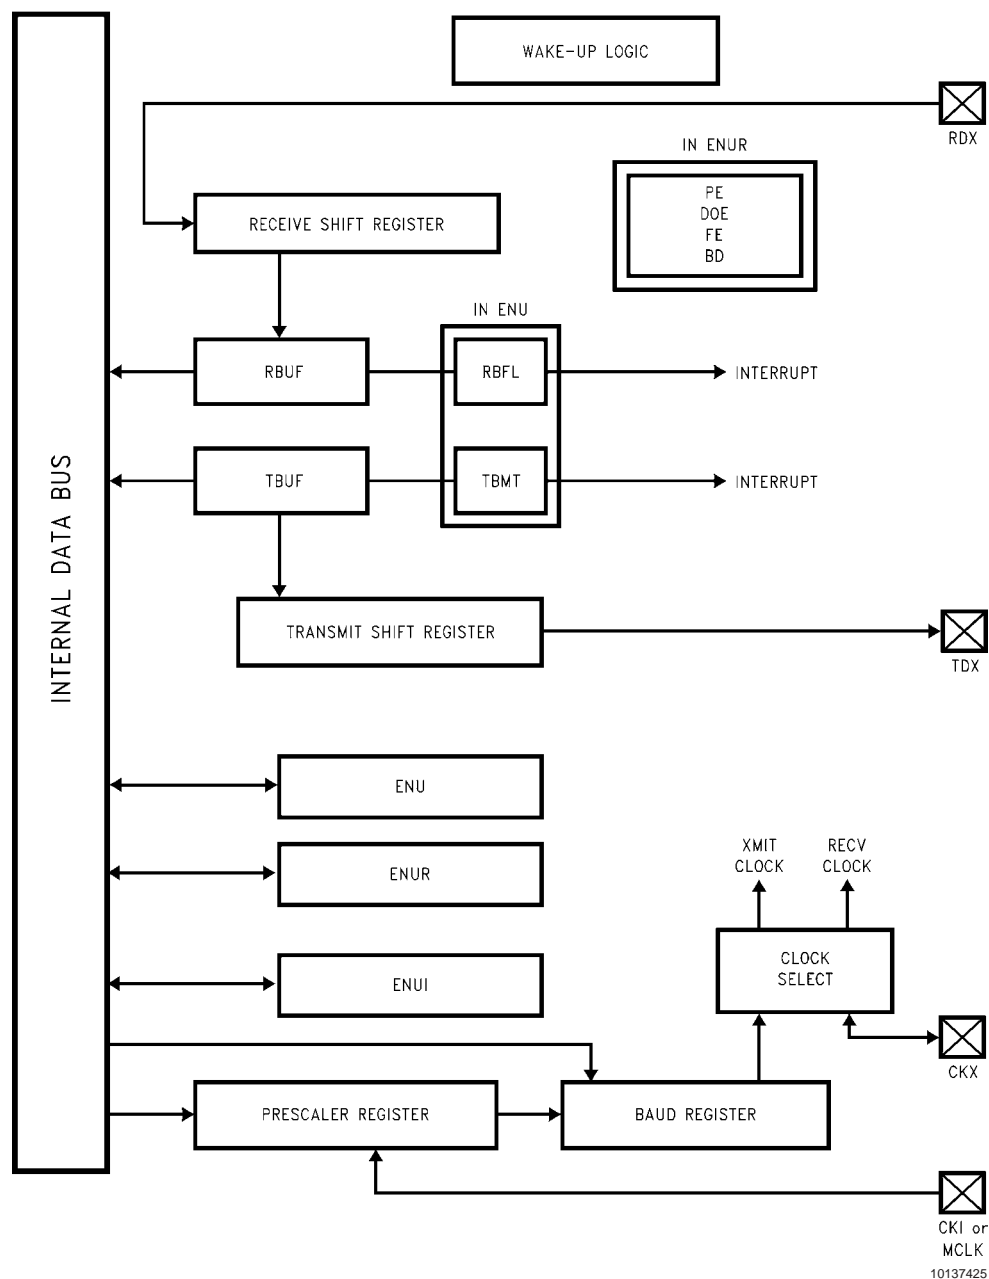 WAKE-UP LOGIC
RDX
IN ENUR
PE
DOE
FE
BD
RECEIVE SHIFT REGISTER
IN ENU
RBUF
RBFL
INTERRUPT
TBUF
TBMT
INTERRUPT
INTERNAL DATA BUS
TRANSMIT SHIFT REGISTER
TDX
ENU
ENUR
ENUI
XMIT
CLOCK
RECV
CLOCK
CLOCK
SELECT
CKX
PRESCALER REGISTER
BAUD REGISTER
CKI or
MCLK
10137425